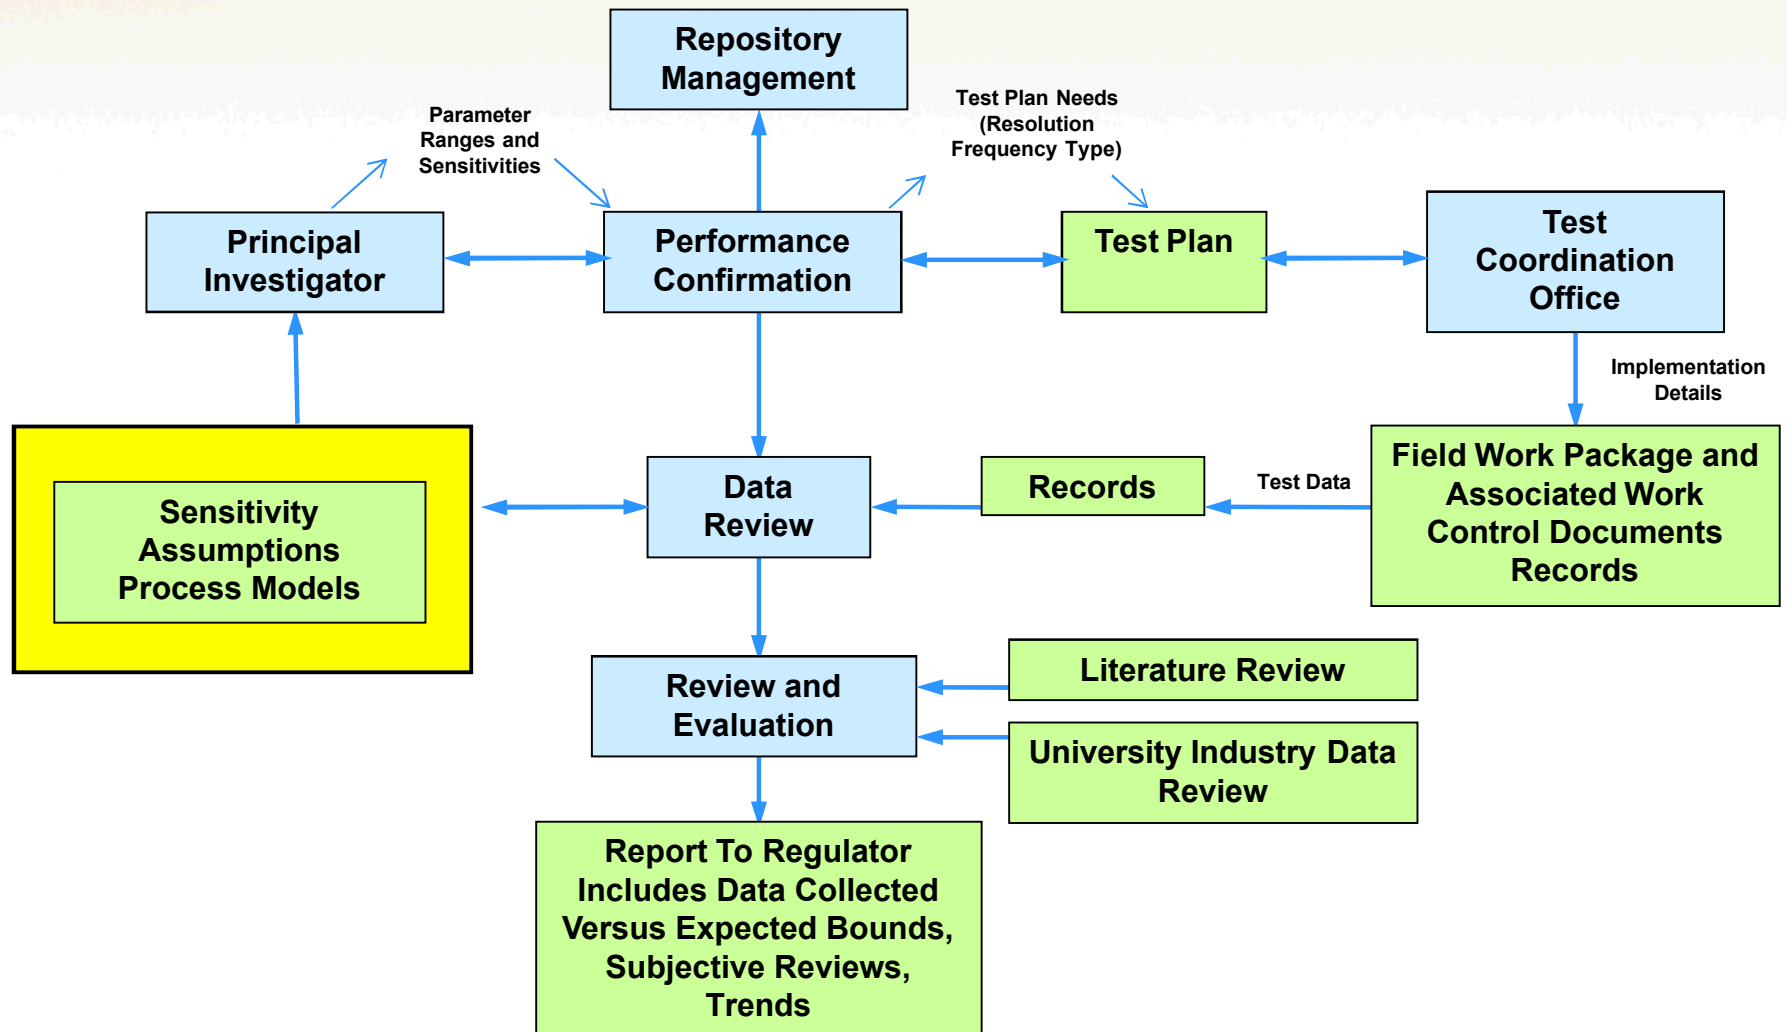 Repository
Management
Parameter
Ranges and
Sensitivities
Test Plan Needs
(Resolution
Frequency Type)
Principal
Investigator
Performance
Confirmation
Test Plan
Test
Coordination
Office
Implementation
Details
Sensitivity
Assumptions
Process Models
Data
Review
Records
Test Data
Field Work Package and
Associated Work
Control Documents
Records
Review and
Evaluation
Literature Review
University Industry Data
Review
Report To Regulator
Includes Data Collected
Versus Expected Bounds,
Subjective Reviews,
Trends